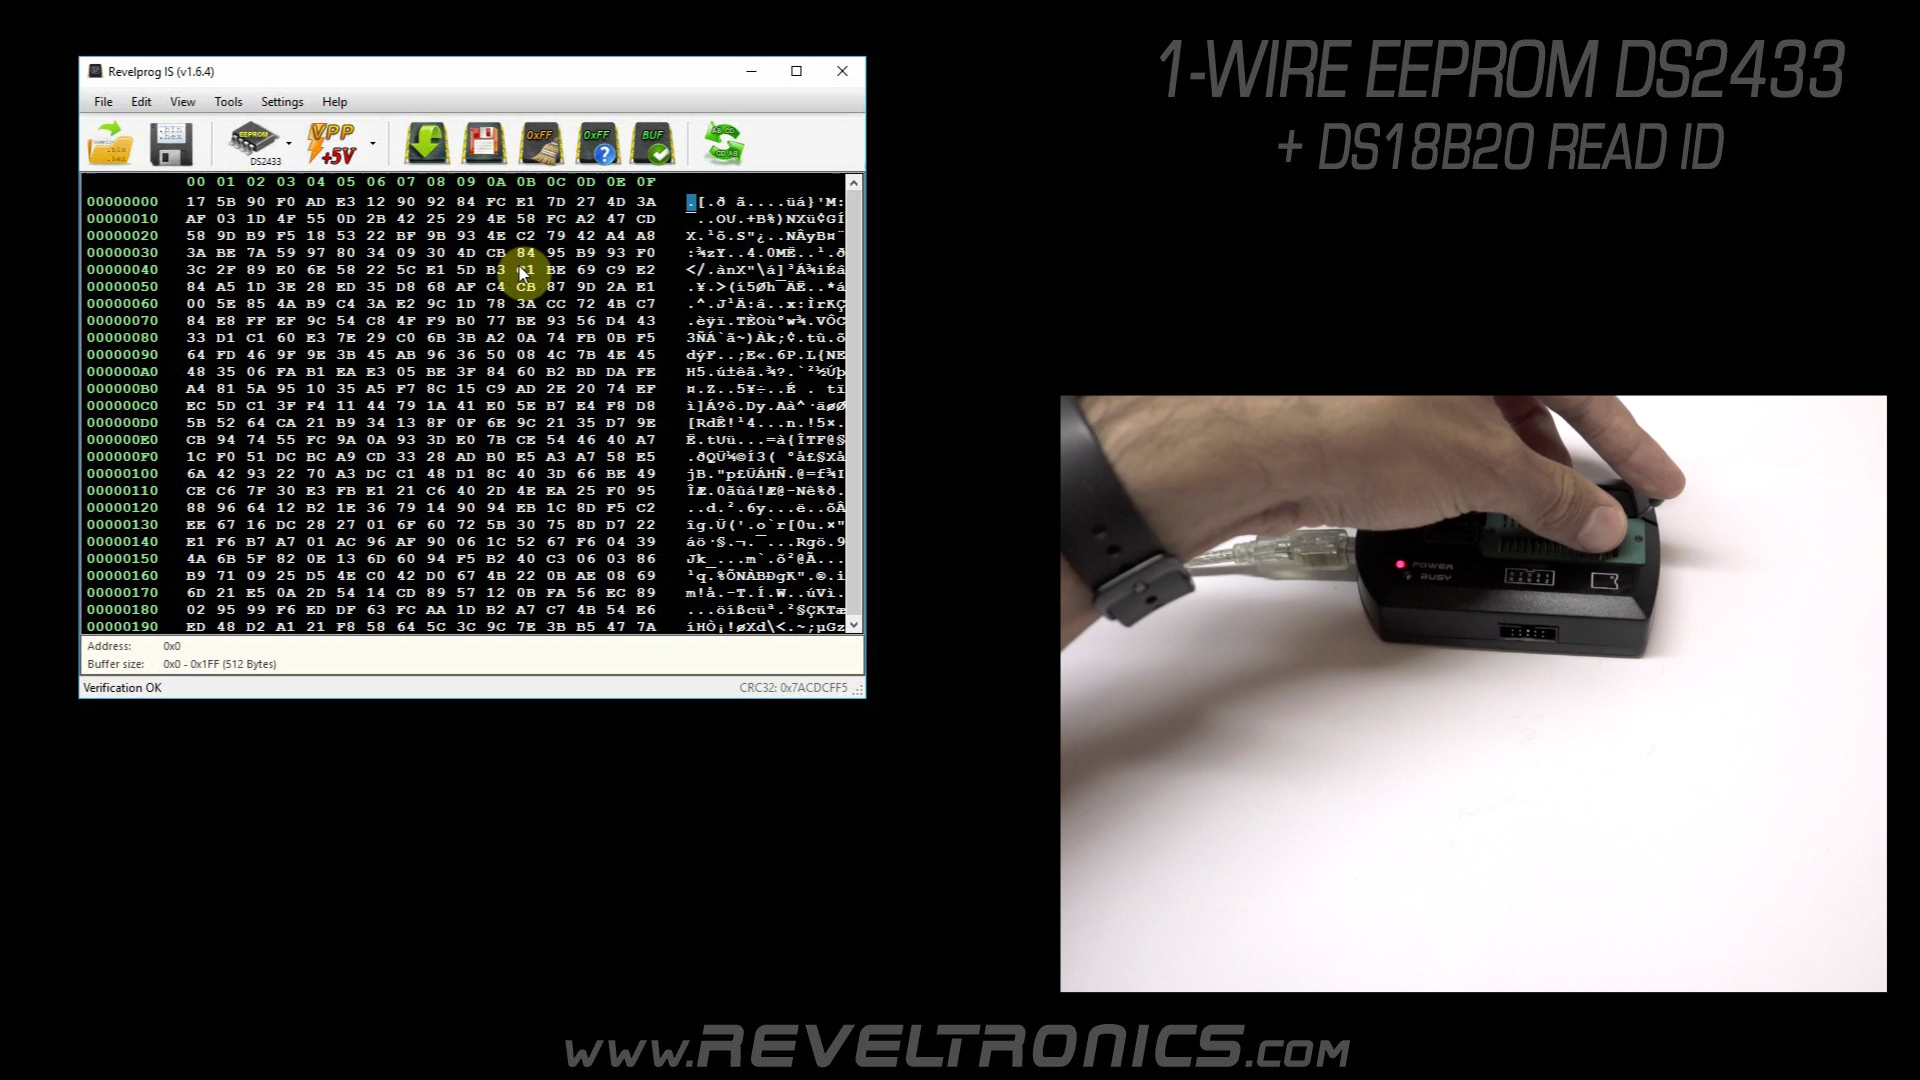 1-WIRE EEPROM DS2433
+ DS18B20 READ ID
Revelprog IS (v1.6.4)
File Edit View Tools Settings Help
EEPROM
DS2433
VPP
+5V
0xFF
0xFF
BUF
00 01 02 03 04 05 06 07 08 09 0A 0B 0C 0D 0E 0F
00000000 17 5B 90 F0 AD E3 12 90 92 84 FC E1 7D 27 4D 3A
00000010 AF 03 1D 4F 55 0D 2B 42 25 29 4E 58 FC A2 47 CD
00000020 58 9D B9 F5 18 53 22 BF 9B 93 4E C2 79 42 A4 A8
00000030 3A BE 7A 59 97 80 34 09 30 4D CB 84 95 B9 93 F0
00000040 3C 2F 89 E0 6E 58 22 5C E1 5D B3 C1 BE 69 C9 E2
00000050 84 A5 1D 3E 28 ED 35 D8 68 AF C4 CB 87 9D 2A E1
00000060 00 5E 85 4A B9 C4 3A E2 9C 1D 78 3A CC 72 4B C7
00000070 84 E8 FF EF 9C 54 C8 4F F9 B0 77 BE 93 56 D4 43
00000080 33 D1 C1 60 E3 7E 29 C0 6B 3B A2 0A 74 FB 0B F5
00000090 64 FD 46 9F 9E 3B 45 AB 96 36 50 08 4C 7B 4E 45
000000A0 48 35 06 FA B1 EA E3 05 BE 3F 84 60 B2 BD DA FE
000000B0 A4 81 5A 95 10 35 A5 F7 8C 15 C9 AD 2E 20 74 EF
000000C0 EC 5D C1 3F F4 11 44 79 1A 41 E0 5E B7 E4 F8 D8
000000D0 5B 52 64 CA 21 B9 34 13 8F 0F 6E 9C 21 35 D7 9E
000000E0 CB 94 74 55 FC 9A 0A 93 3D E0 7B CE 54 46 40 A7
000000F0 1C F0 51 DC BC A9 CD 33 28 AD B0 E5 A3 A7 58 E5
00000100 6A 42 93 22 70 A3 DC C1 48 D1 8C 40 3D 66 BE 49
00000110 CE C6 7F 30 E3 FB E1 21 C6 40 2D 4E EA 25 F0 95
00000120 88 96 64 12 B2 1E 36 79 14 90 94 EB 1C 8D F5 C2
00000130 EE 67 16 DC 28 27 01 6F 60 72 5B 30 75 8D D7 22
00000140 E1 F6 B7 A7 01 AC 96 AF 90 06 1C 52 67 F6 04 39
00000150 4A 6B 5F 82 0E 13 6D 60 94 F5 B2 40 C3 06 03 86
00000160 B9 71 09 25 D5 4E C0 42 D0 67 4B 22 0B AE 08 69
00000170 6D 21 E5 0A 2D 54 14 CD 89 57 12 0B FA 56 EC 89
00000180 02 95 99 F6 ED DF 63 FC AA 1D B2 A7 C7 4B 54 E6
00000190 ED 48 D2 A1 21 F8 58 64 5C 3C 9C 7E 3B B5 47 7A
Address: 0x0
Buffer size: 0x0 - 0x1FF (512 Bytes)
Verification OK CRC32: 0x7ACDCFF5
POWER
BUSY
www.REVELTRONICS.com